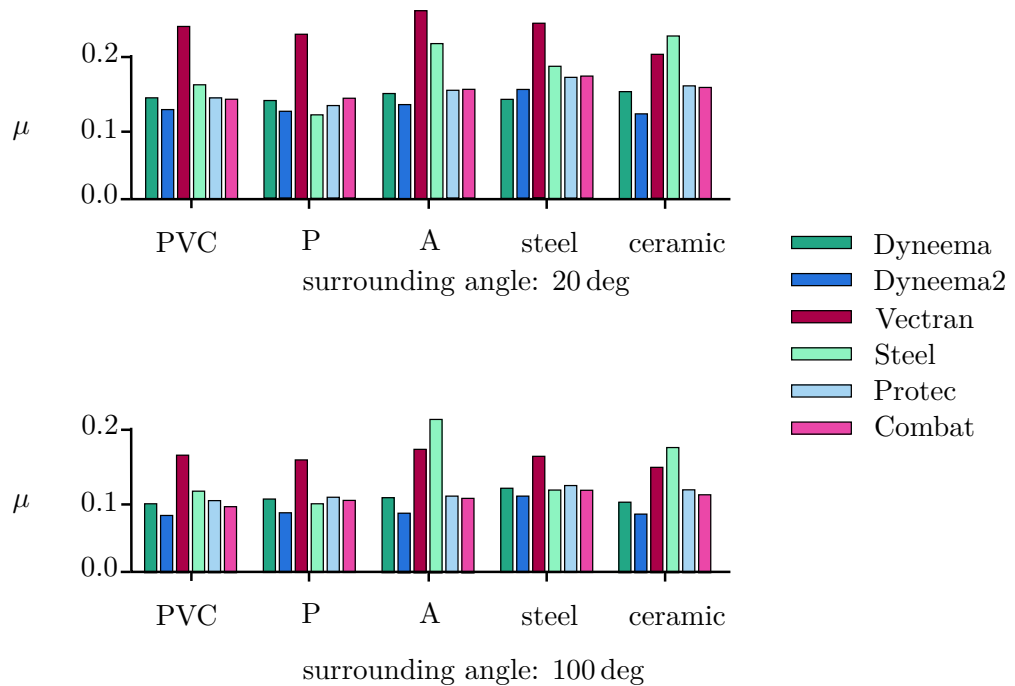 0.2
0.1
μ
0.0
PVC P A steel ceramic
surrounding angle: 20 deg
Dyneema
Dyneema2
Vectran
Steel
Protec
Combat
0.2
0.1
μ
0.0
PVC P A steel ceramic
surrounding angle: 100 deg